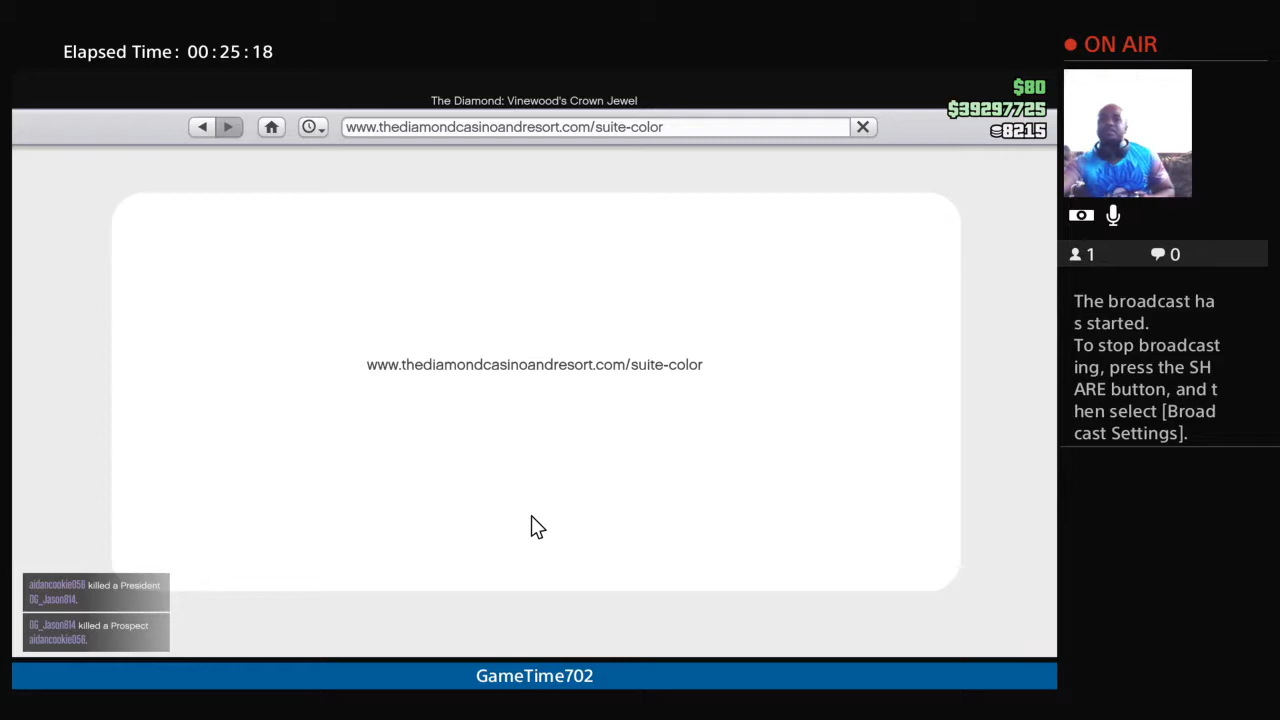 Elapsed Time: 00:25:18
ON AIR
The Diamond: Vinewood's Crown Jewel
$80
$39297725
8215
www.thediamondcasinoandresort.com/suite-color
1
0
The broadcast ha
s started.
To stop broadcast
ing, press the SH
ARE button, and t
hen select [Broad
cast Settings].
www.thediamondcasinoandresort.com/suite-color
aidancookie056 killed a President
OG_Jason814.
OG_Jason814 killed a Prospect
aidancookie056.
GameTime702